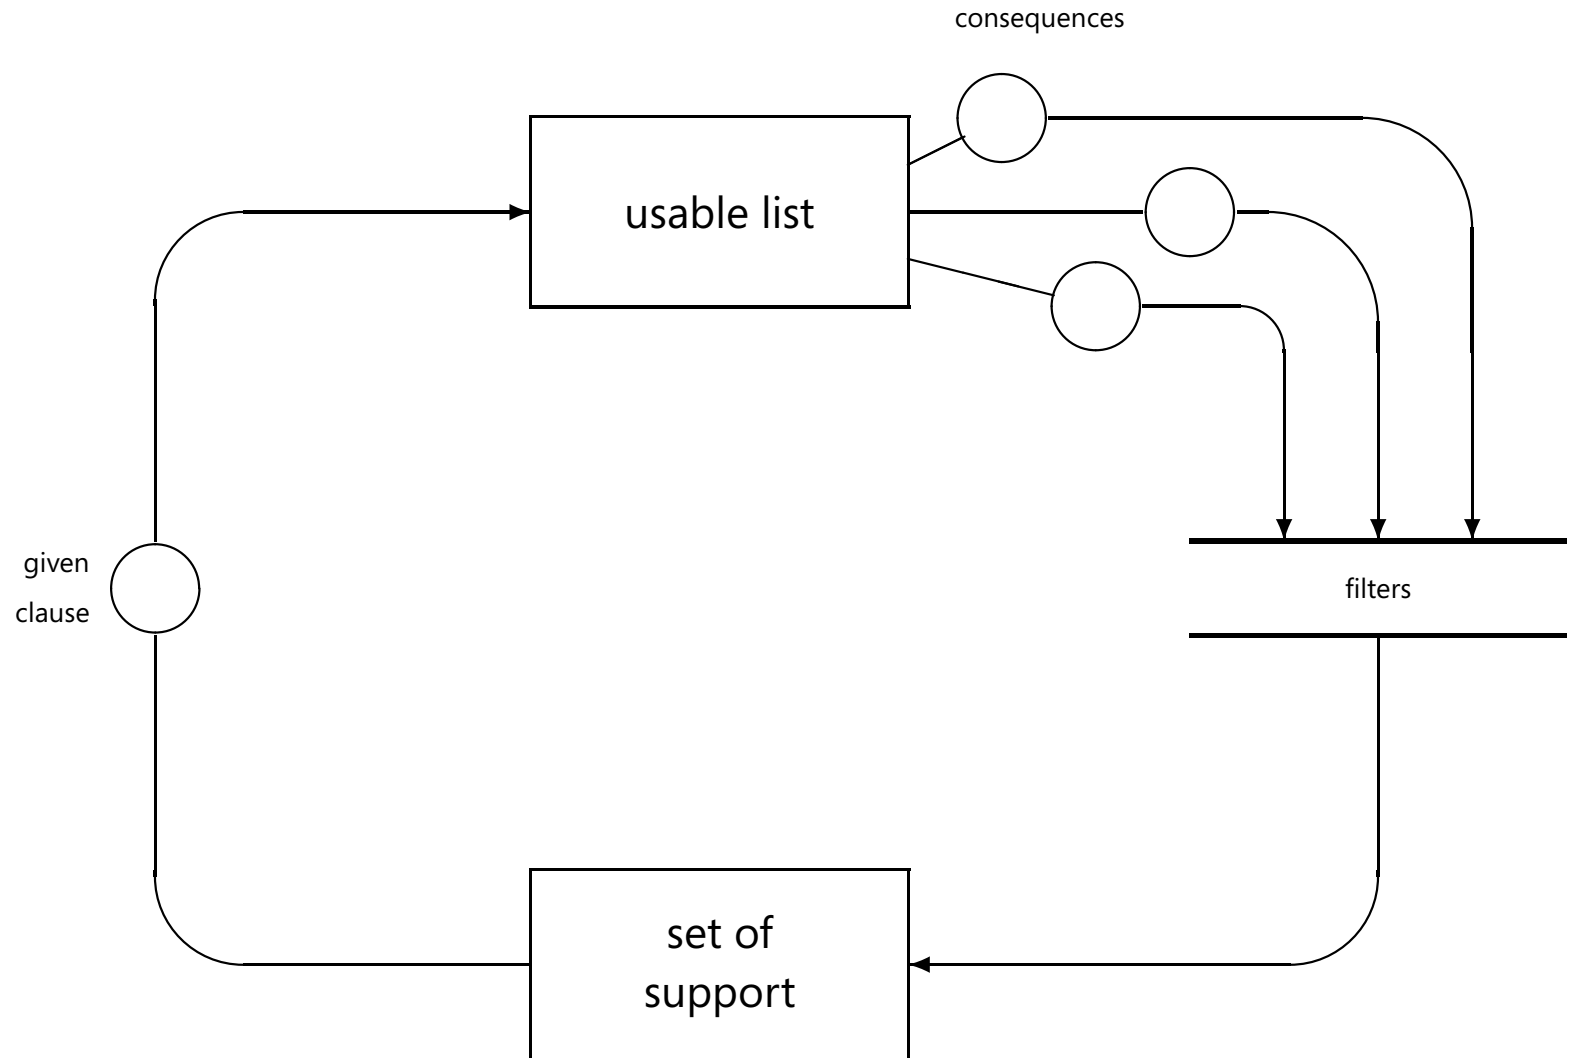 consequences
usable list
given
clause
filters
set of
support